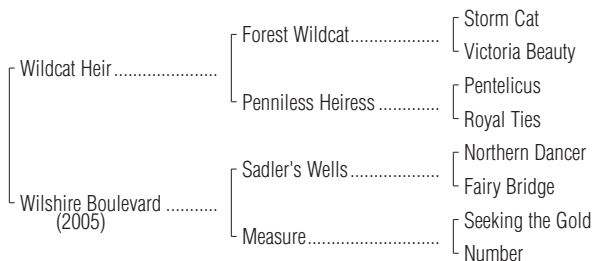 Storm Cat
Forest Wildcat....................
Victoria Beauty
Wildcat Heir.......................
Pentelicus
Penniless Heiress .............
Royal Ties
Northern Dancer
Sadler's Wells....................
Fairy Bridge
Wilshire Boulevard ...........
(2005)
Seeking the Gold
Measure.............................
Number